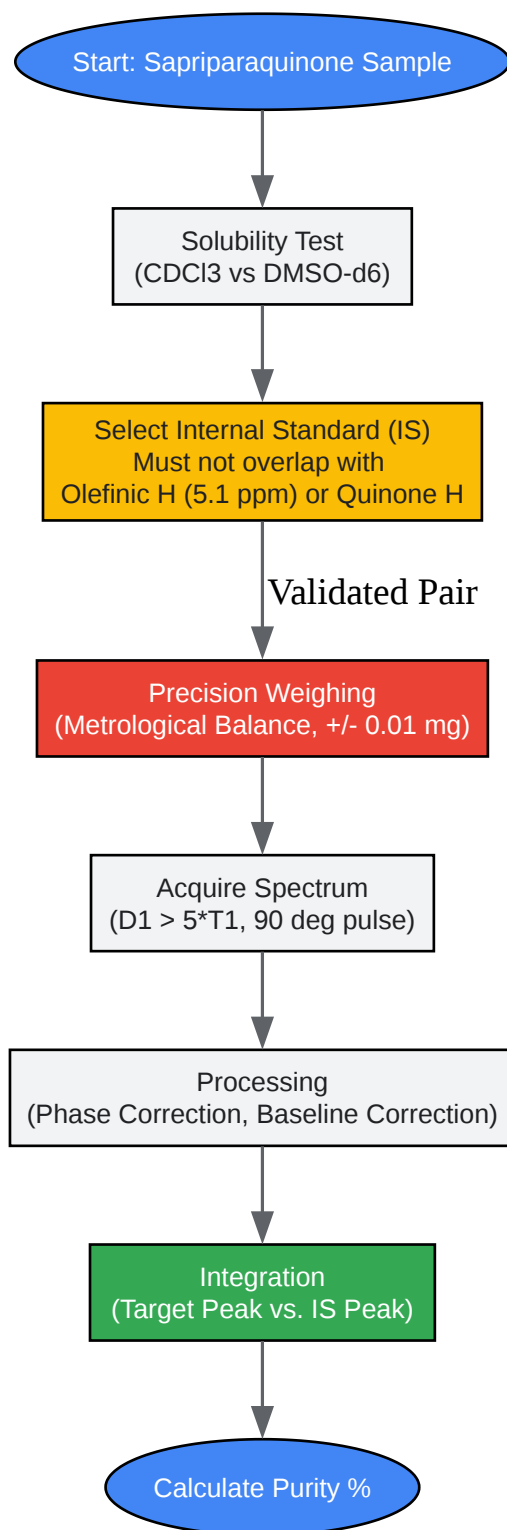 Start: Sapriparaquinone Sample
Solubility Test
(CDCl3 vs DMSO-d6)
Select Internal Standard (IS)
Must not overlap with
Olefinic H (5.1 ppm) or Quinone H
Validated Pair
Precision Weighing
(Metrological Balance, +/- 0.01 mg)
Acquire Spectrum
(D1 > 5*T1, 90 deg pulse)
Processing
(Phase Correction, Baseline Correction)
Integration
(Target Peak vs. IS Peak)
Calculate Purity %